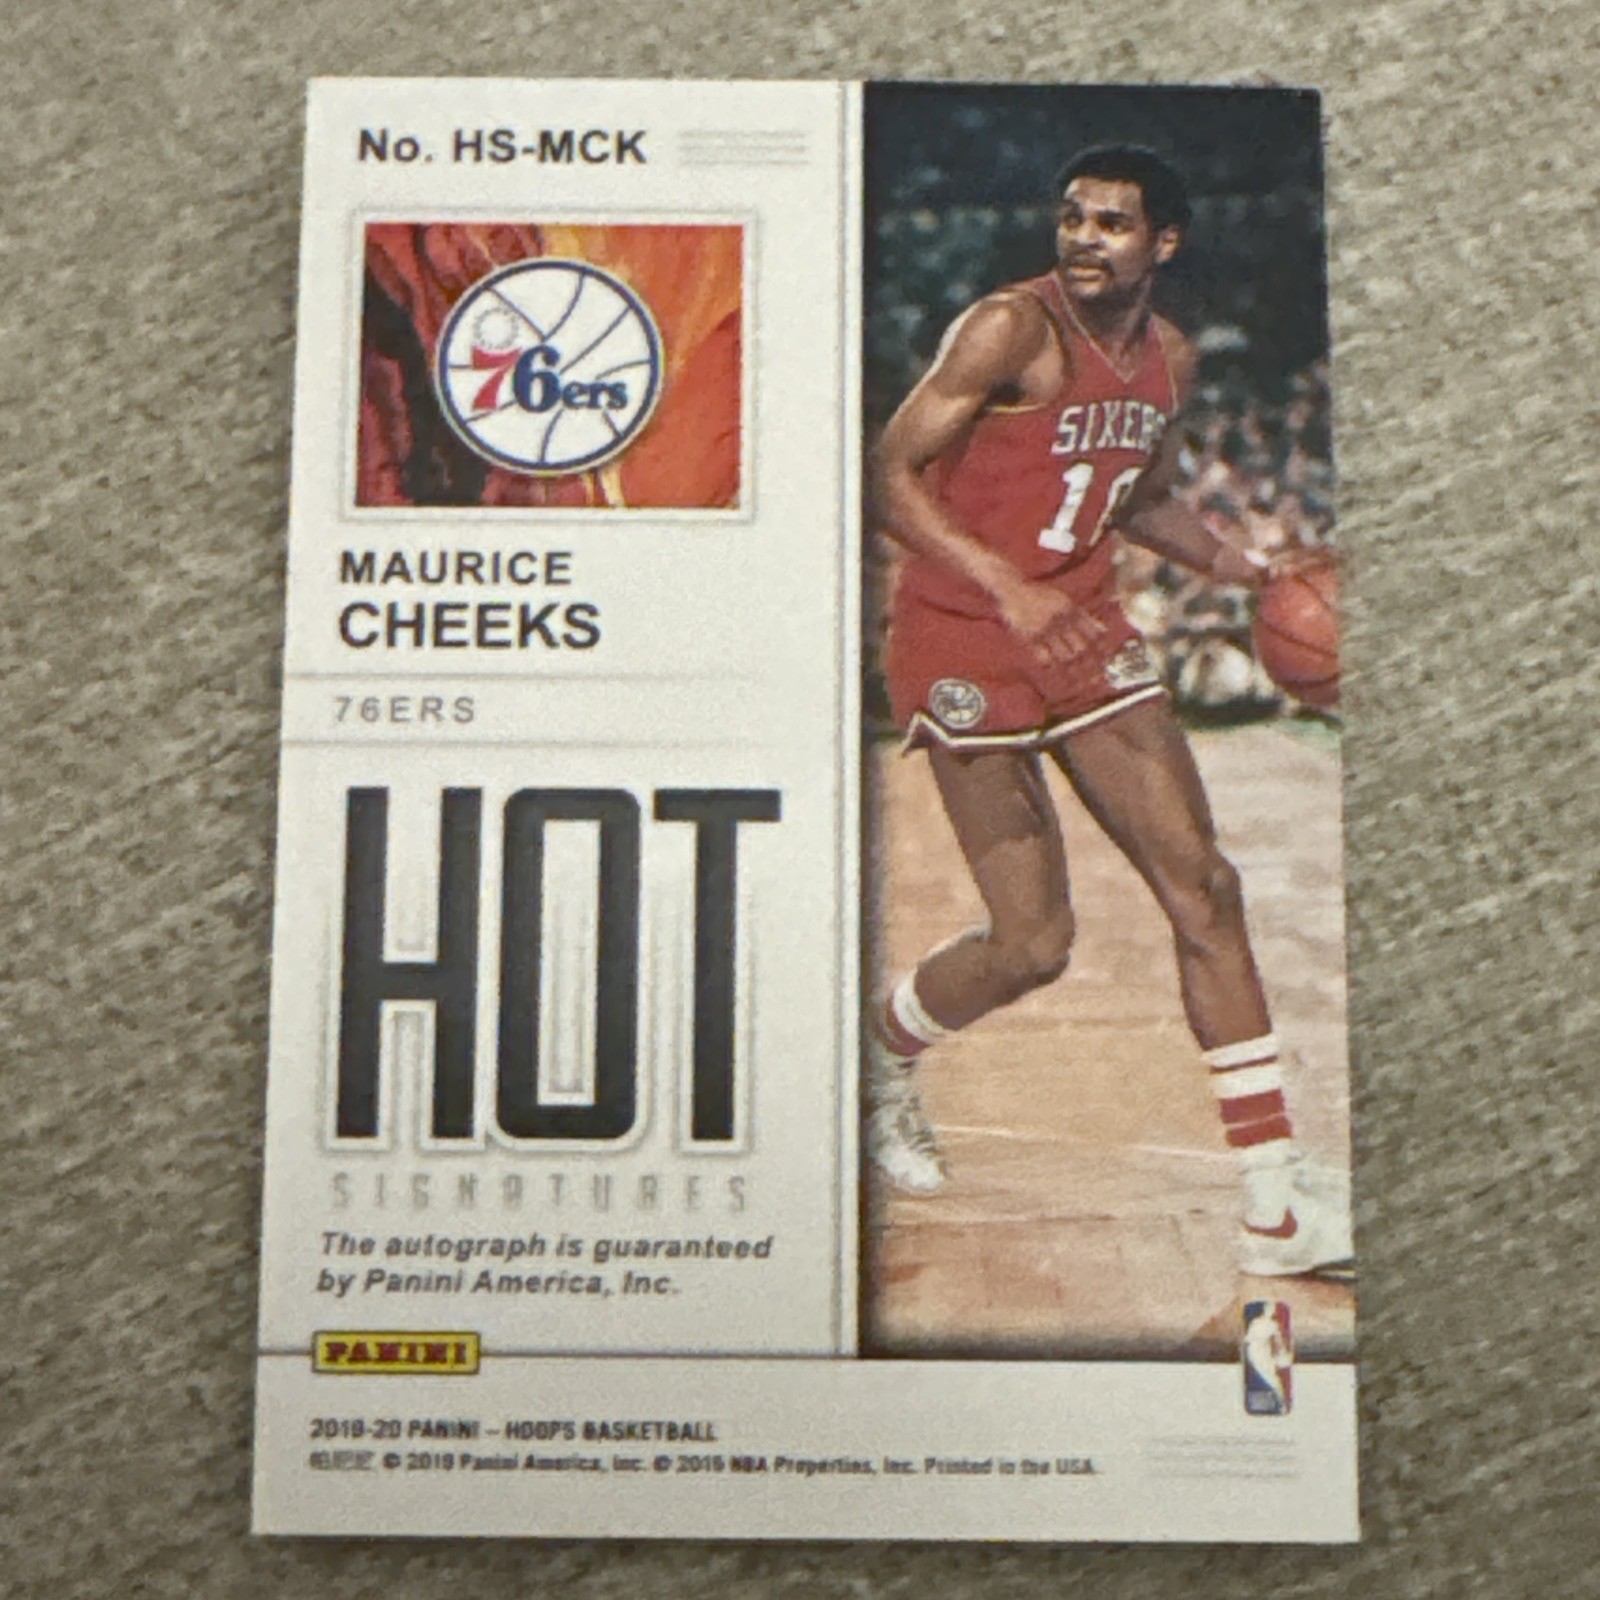 No. HS-MCK
76ers
MAURICE
CHEEKS
76ERS
HOT
SIGNATURES
The autograph is guaranteed
by Panini America, Inc.
PANINI
2019-20 PANINI – HOOPS BASKETBALL
© 2019 Panini America, Inc. © 2019 NBA Properties, Inc. Printed in the USA.
SIXERS
10